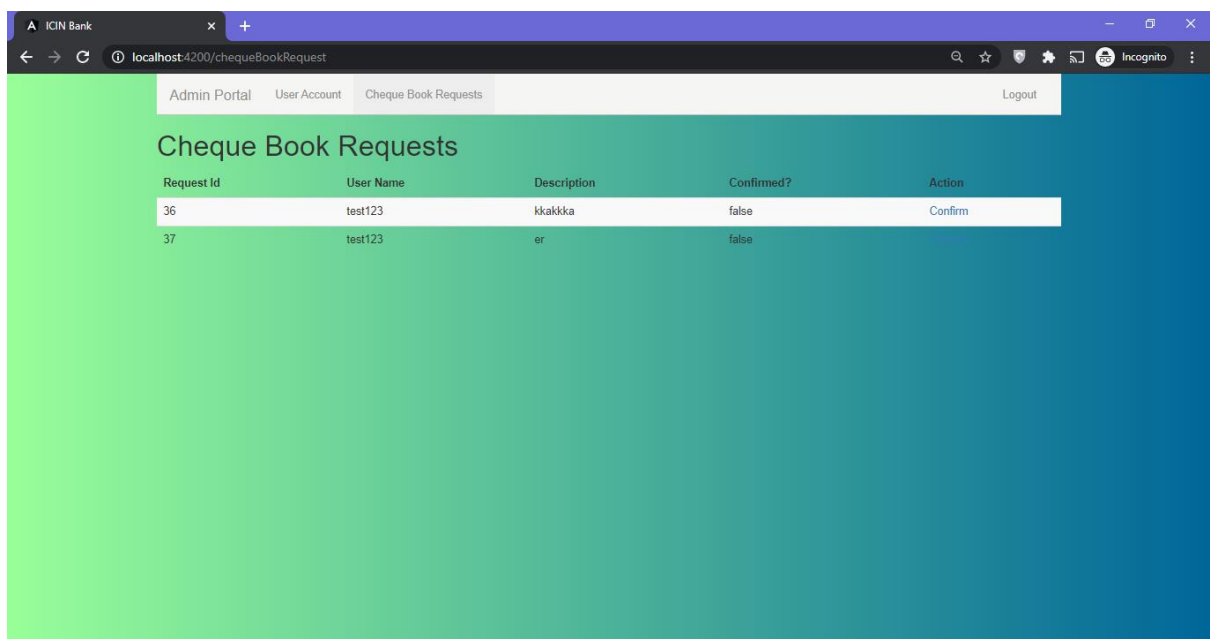 ICIN Bank
localhost:4200/chequeBookRequest
Incognito
Admin Portal User Account Cheque Book Requests Logout
Cheque Book Requests
Request Id User Name Description Confirmed? Action
36 test123 kkakkka false Confirm
37 test123 er false